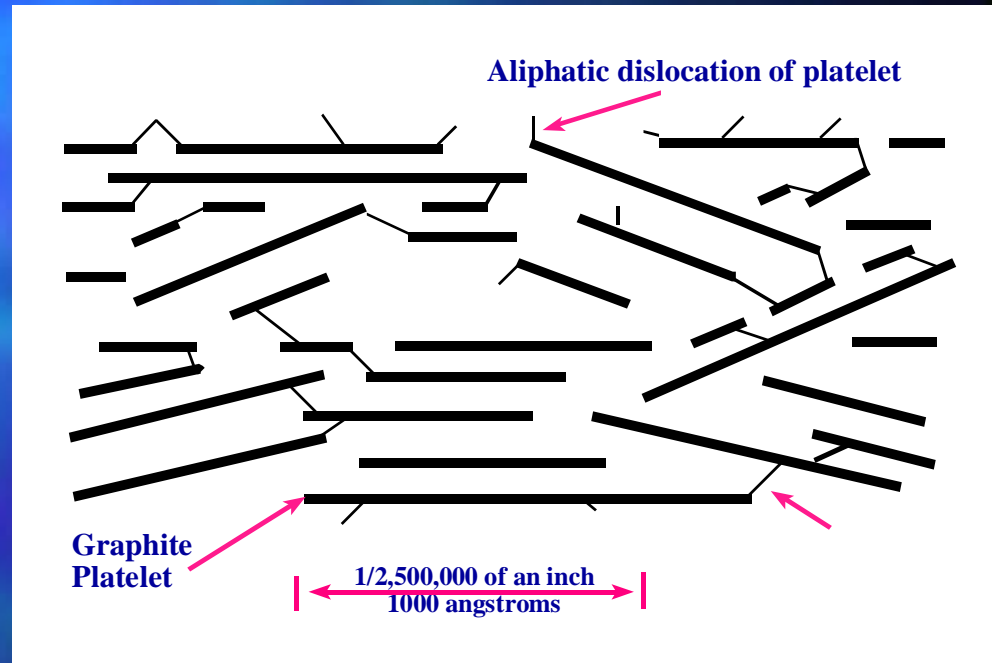 Aliphatic dislocation of platelet
Graphite
Platelet
1/2,500,000 of an inch
1000 angstroms